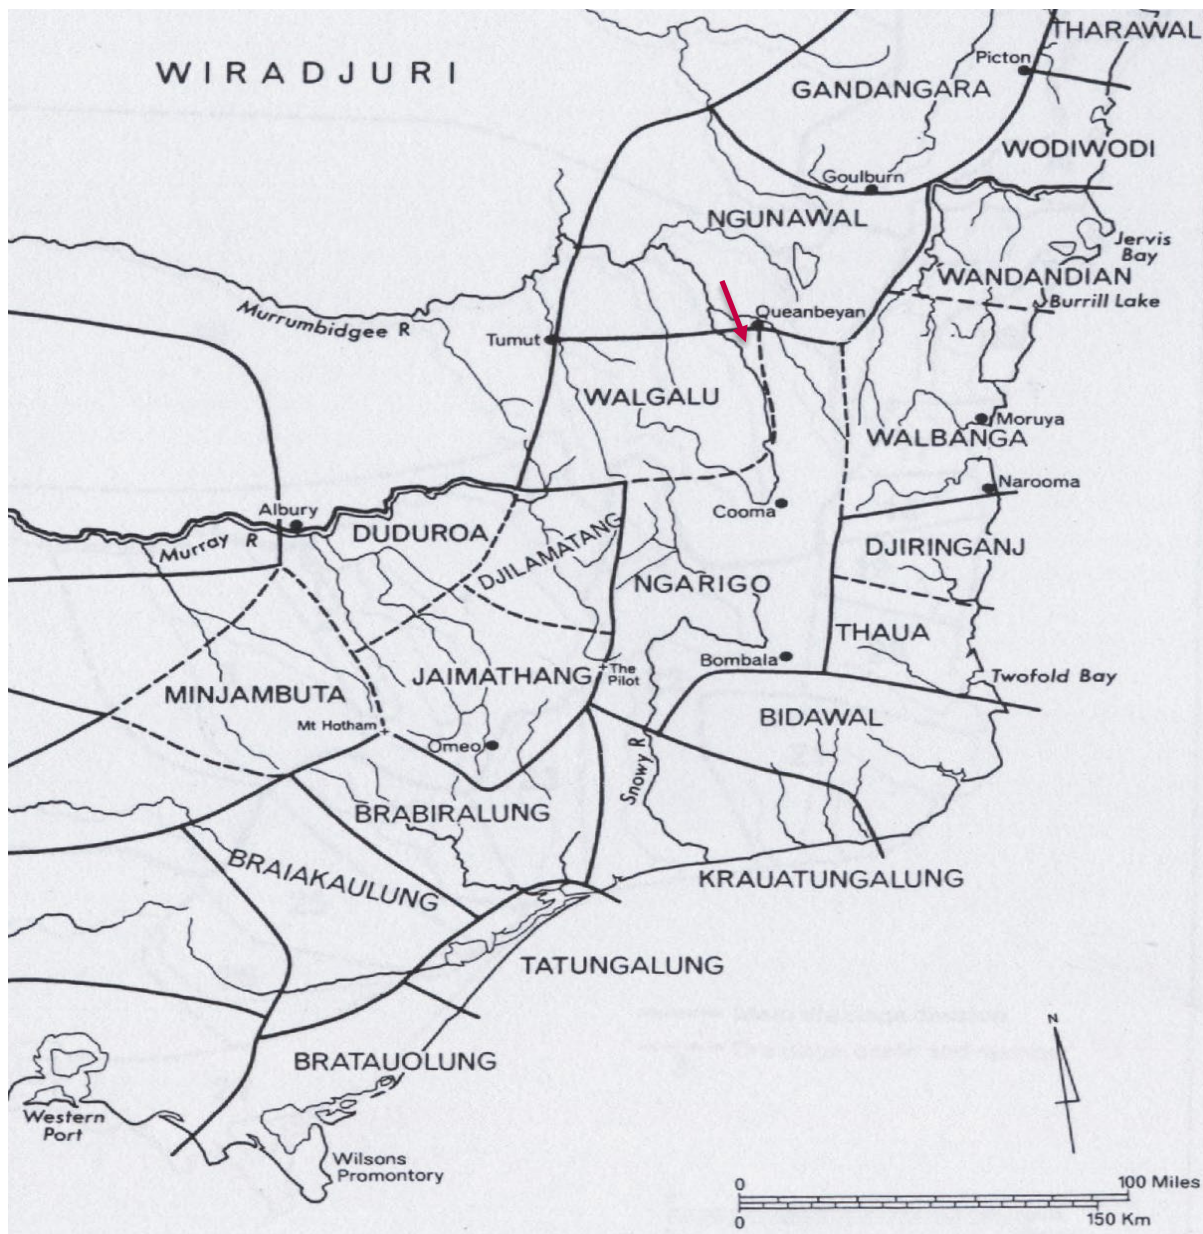 THARAWAL
Picton
WIRADJURI
GANDANGARA
WODIWODI
Goulburn
NGUNAWAL
Jervis
Bay
WANDANDIAN
Burrill Lake
Murrumbidgee R
Queanbeyan
Tumut
WALGALU
Moruya
WALBANGA
Narooma
Cooma
Albury
DUDUROA
Murray R
DJILAMATANG
DJIRINGANJ
NGARIGO
THAUA
Bombala
The
Pilot
JAIMATHANG
Twofold Bay
MINJAMBUTA
BIDAWAL
Mt Hotham
Omeo
Snowy R
BRABIRALUNG
BRAIAKAULUNG
KRAUATUNGALUNG
TATUNGALUNG
N
BRATAUOLUNG
Western
Port
Wilsons
Promontory
0 100 Miles
0 150 Km